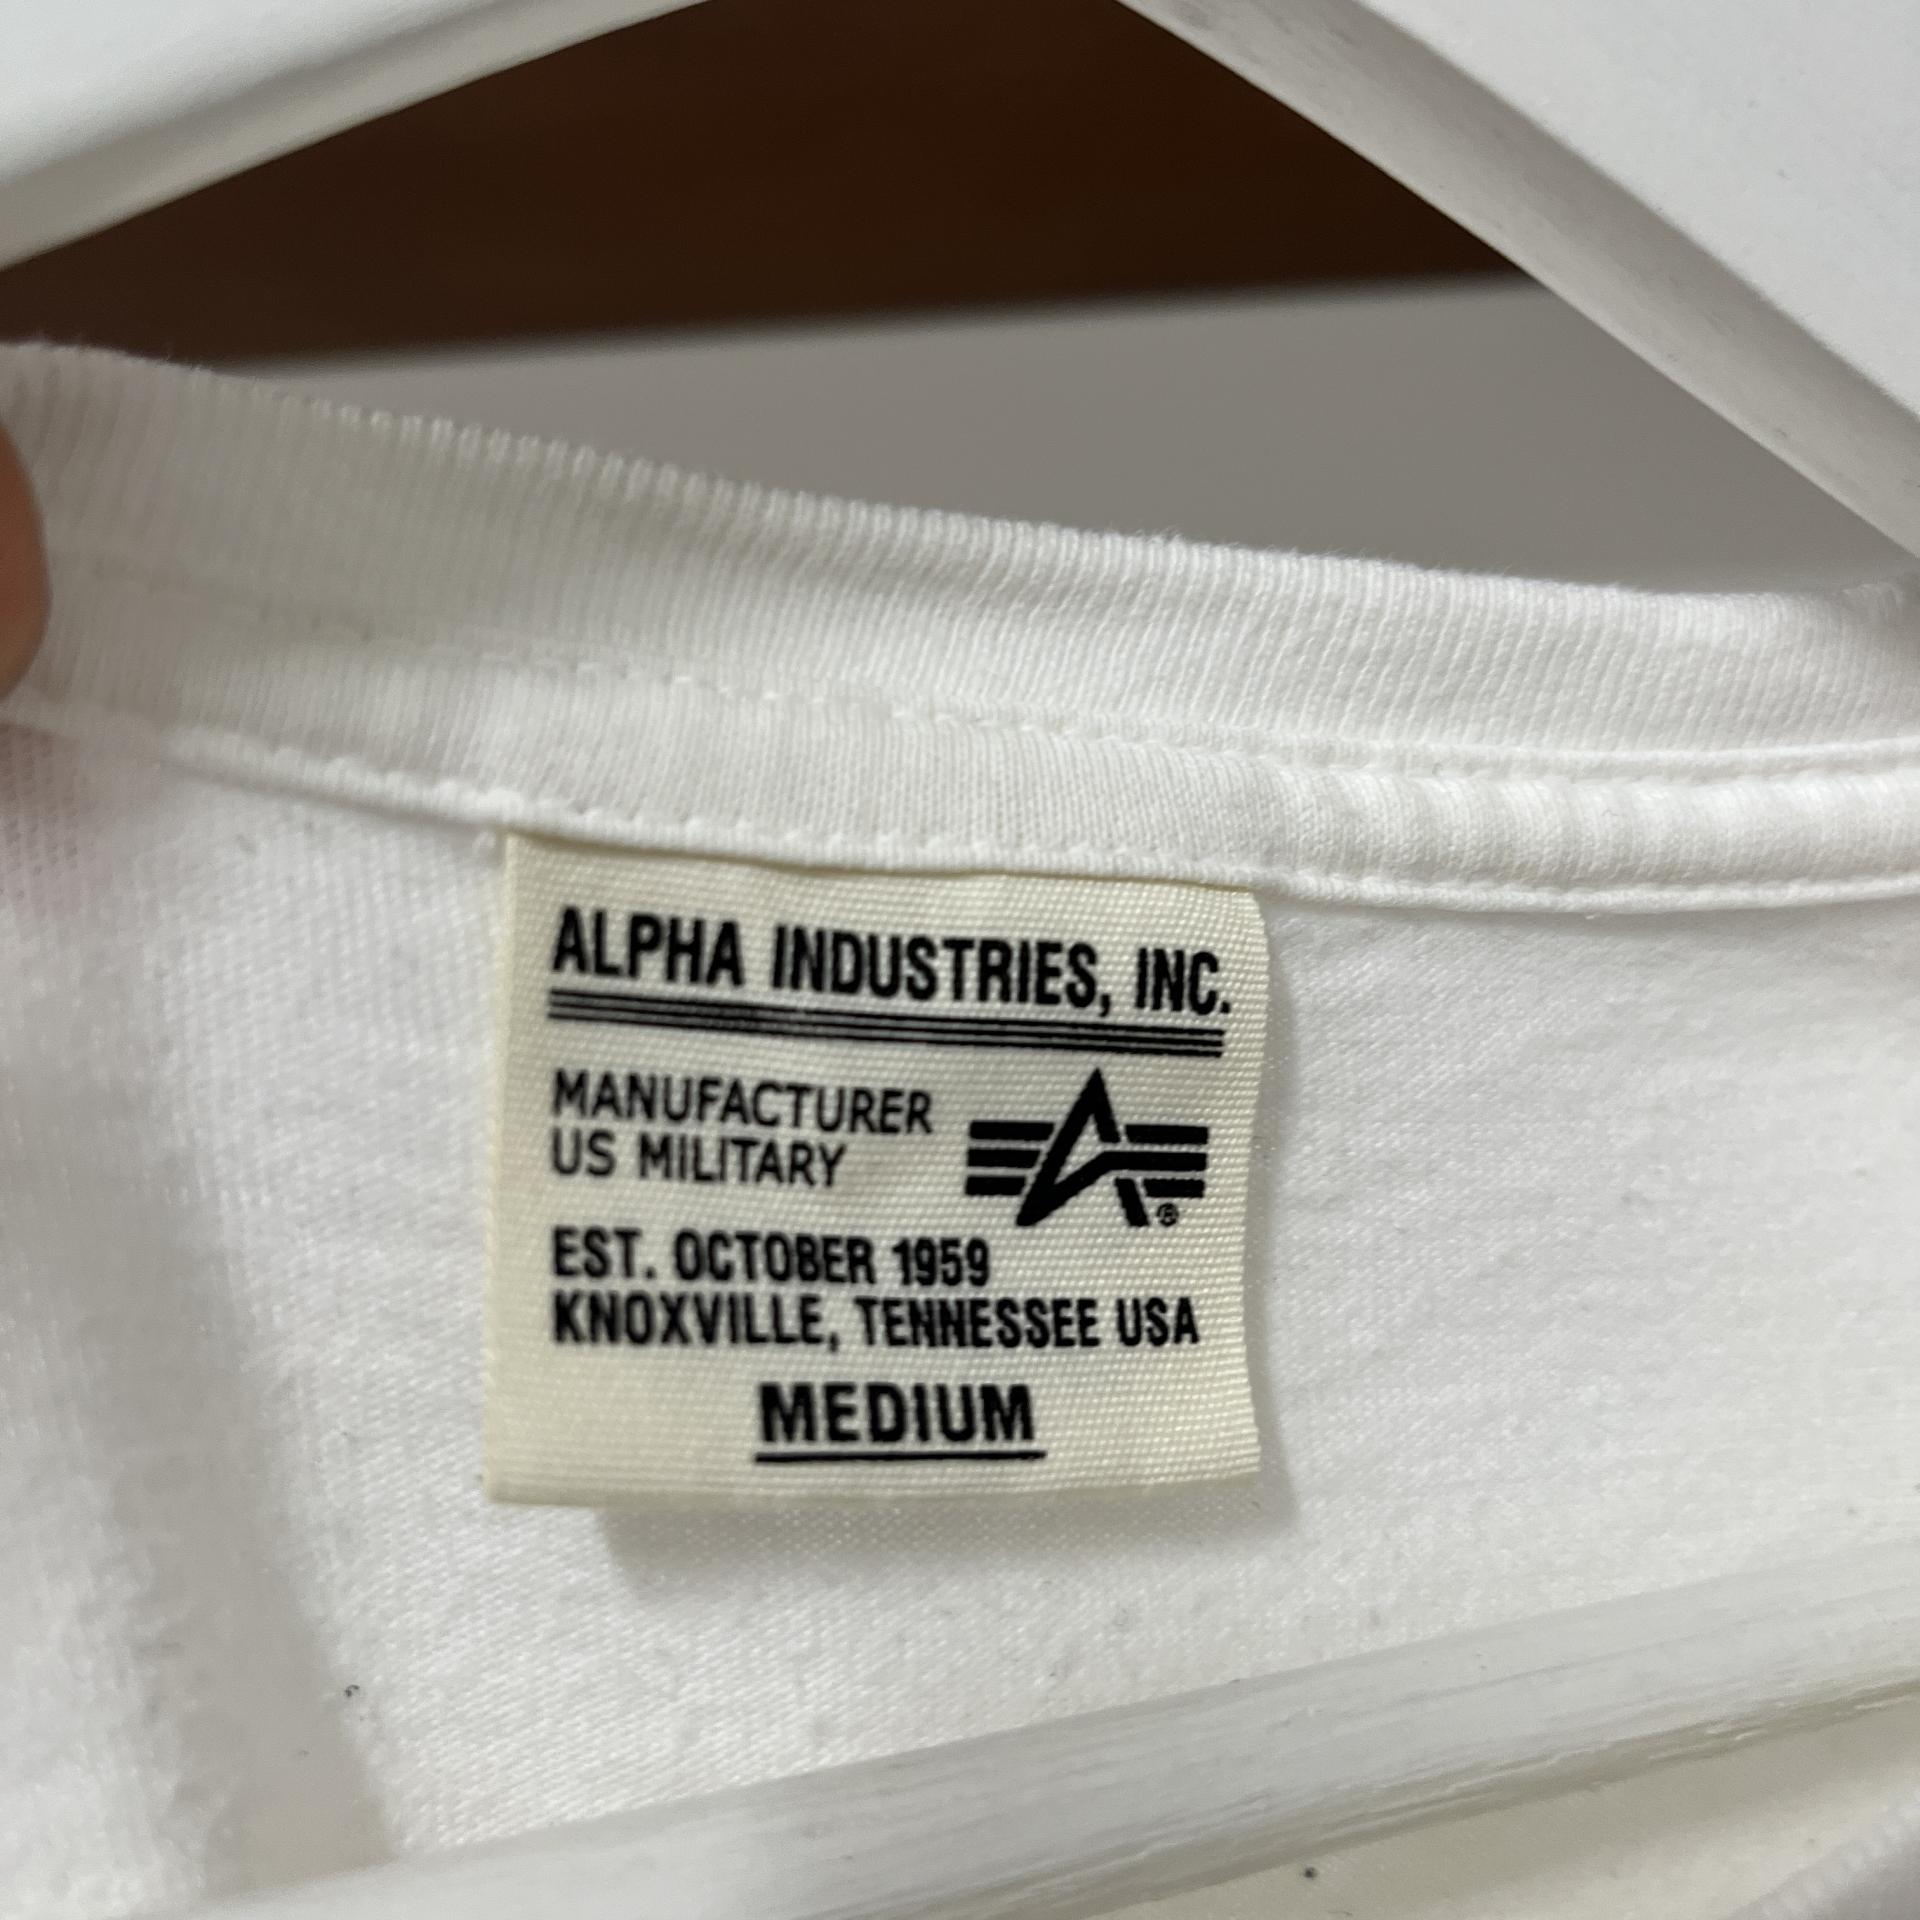 ALPHA INDUSTRIES, INC.
MANUFACTURER
US MILITARY
®
EST. OCTOBER 1959
KNOXVILLE, TENNESSEE USA
MEDIUM